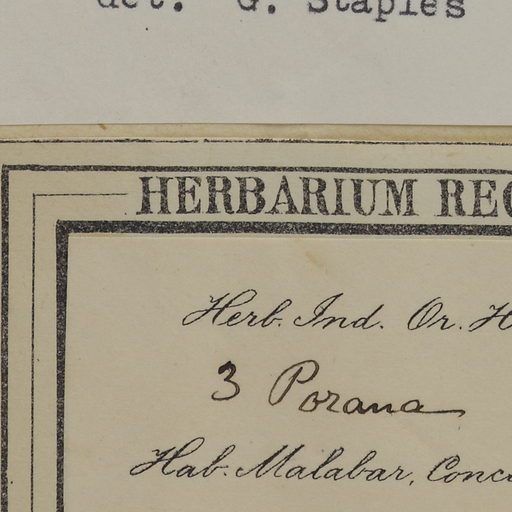 det. G. Staples
HERBARIUM REG
Herb. Ind. Or. H
3 Porana
Hab. Malabar, Conc